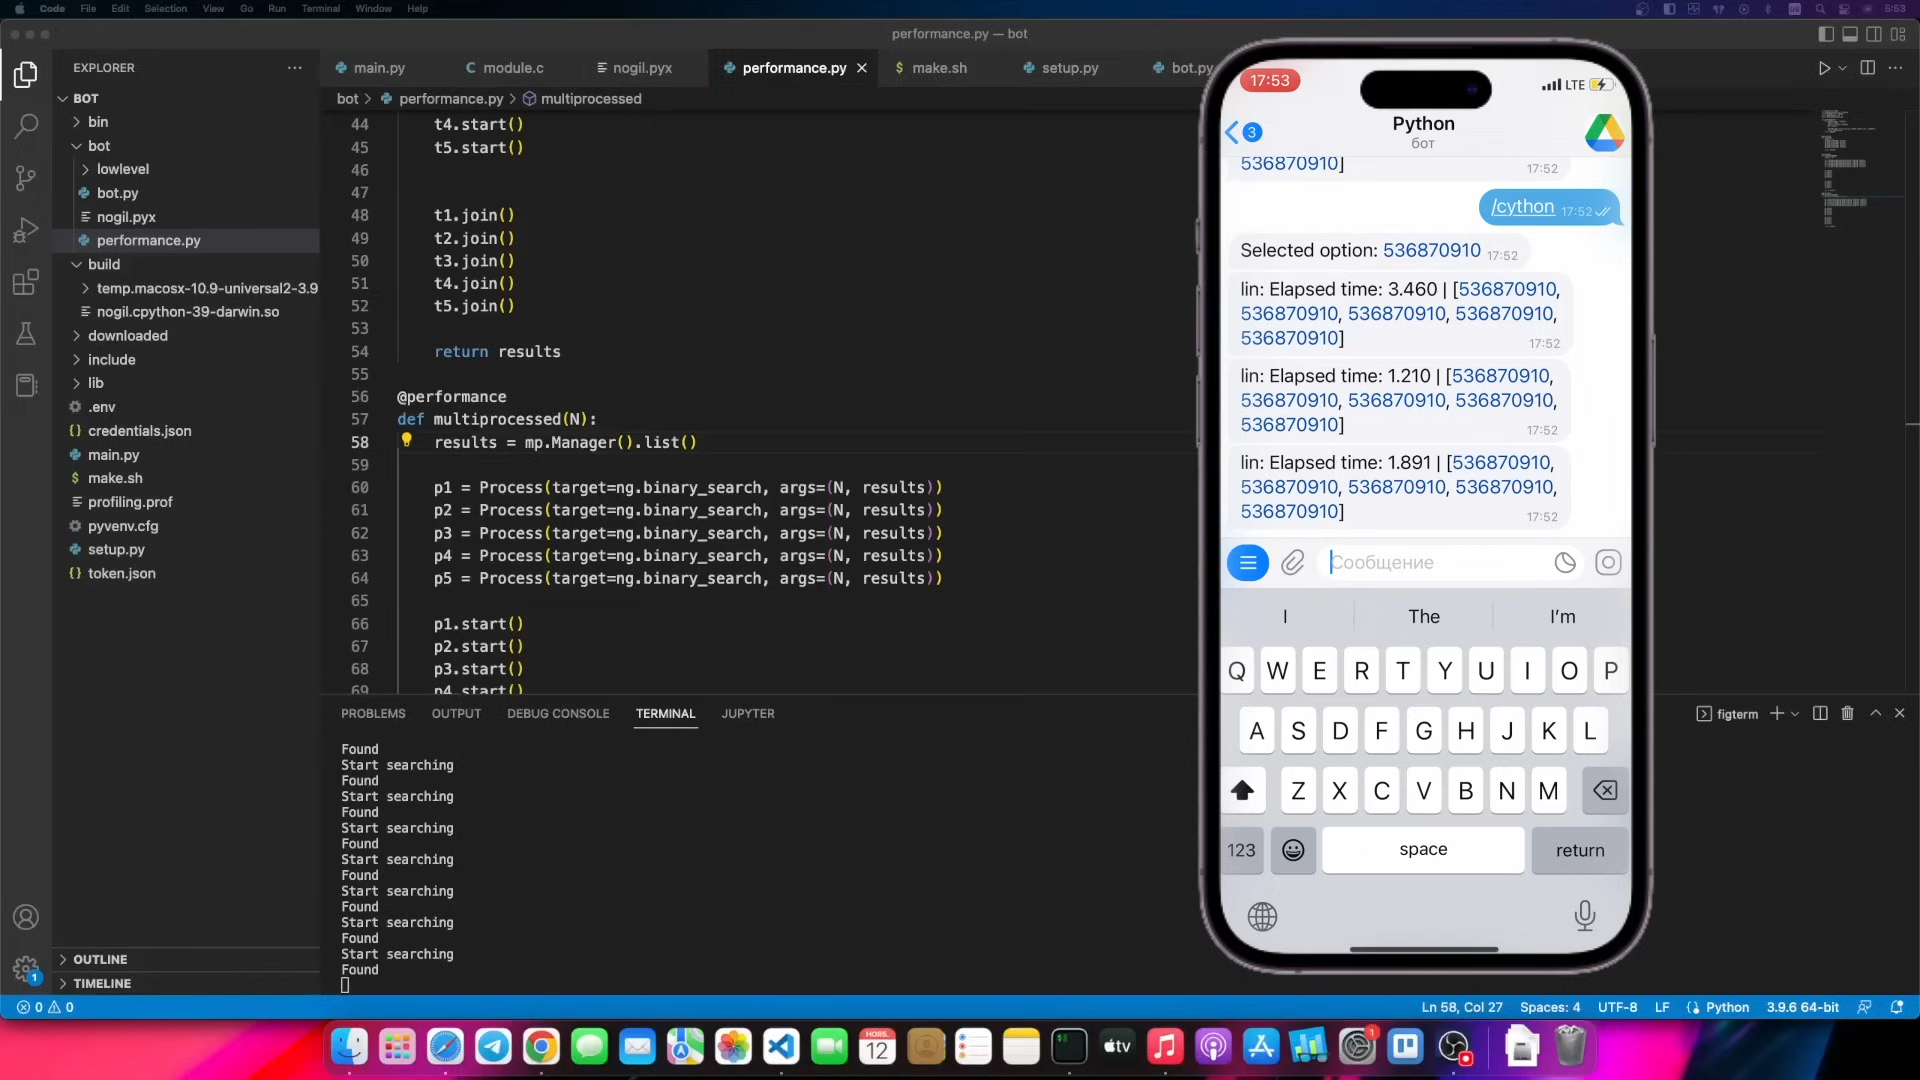 Code File Edit Selection View Go Run Terminal Window Help 5:53
performance.py — bot
EXPLORER
main.py
module.c
nogil.pyx
performance.py
make.sh
setup.py
bot.py
bot > performance.py > multiprocessed
BOT
bin
bot
lowlevel
bot.py
nogil.pyx
performance.py
build
temp.macosx-10.9-universal2-3.9
nogil.cpython-39-darwin.so
downloaded
include
lib
.env
credentials.json
main.py
make.sh
profiling.prof
pyvenv.cfg
setup.py
token.json
OUTLINE
TIMELINE
44 t4.start()
45 t5.start()
46
47
48 t1.join()
49 t2.join()
50 t3.join()
51 t4.join()
52 t5.join()
53
54 return results
55
56 @performance
57 def multiprocessed(N):
58 results = mp.Manager().list()
59
60 p1 = Process(target=ng.binary_search, args=(N, results))
61 p2 = Process(target=ng.binary_search, args=(N, results))
62 p3 = Process(target=ng.binary_search, args=(N, results))
63 p4 = Process(target=ng.binary_search, args=(N, results))
64 p5 = Process(target=ng.binary_search, args=(N, results))
65
66 p1.start()
67 p2.start()
68 p3.start()
69 p4.start()
PROBLEMS OUTPUT DEBUG CONSOLE TERMINAL JUPYTER
figterm
Found
Start searching
Found
Start searching
Found
Start searching
Found
Start searching
Found
Start searching
Found
Start searching
Found
Start searching
Found
17:53
LTE
3
Python
бот
536870910]
17:52
/cython 17:52
Selected option: 536870910 17:52
lin: Elapsed time: 3.460 | [536870910,
536870910, 536870910, 536870910,
536870910]
17:52
lin: Elapsed time: 1.210 | [536870910,
536870910, 536870910, 536870910,
536870910]
17:52
lin: Elapsed time: 1.891 | [536870910,
536870910, 536870910, 536870910,
536870910]
17:52
Сообщение
I The I’m
Q W E R T Y U I O P
A S D F G H J K L
Z X C V B N M
123 space return
1
0 0
Ln 58, Col 27 Spaces: 4 UTF-8 LF Python 3.9.6 64-bit
НОЯБ.
12
tv
1